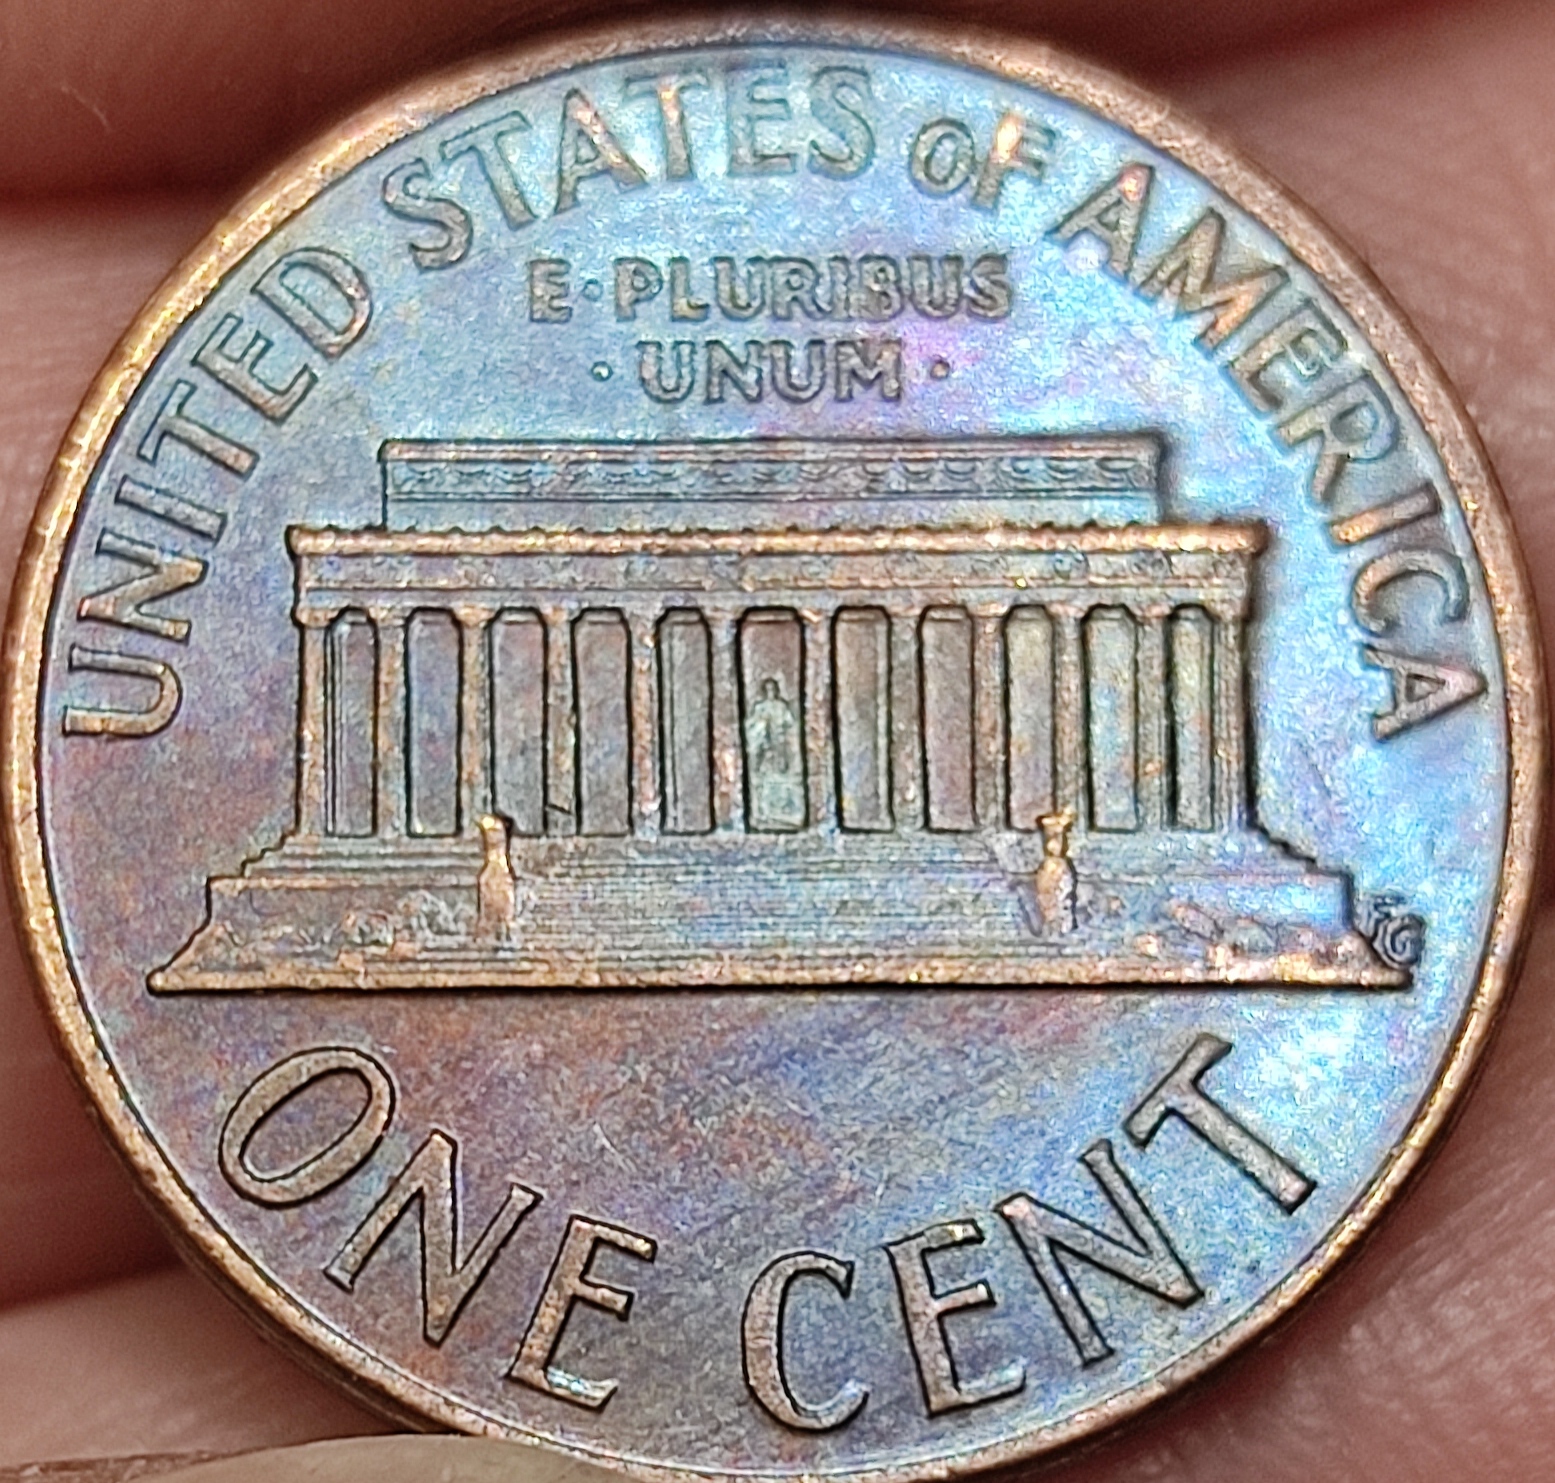 UNITED STATES OF AMERICA
E·PLURIBUS
·UNUM·
FG
ONE CENT